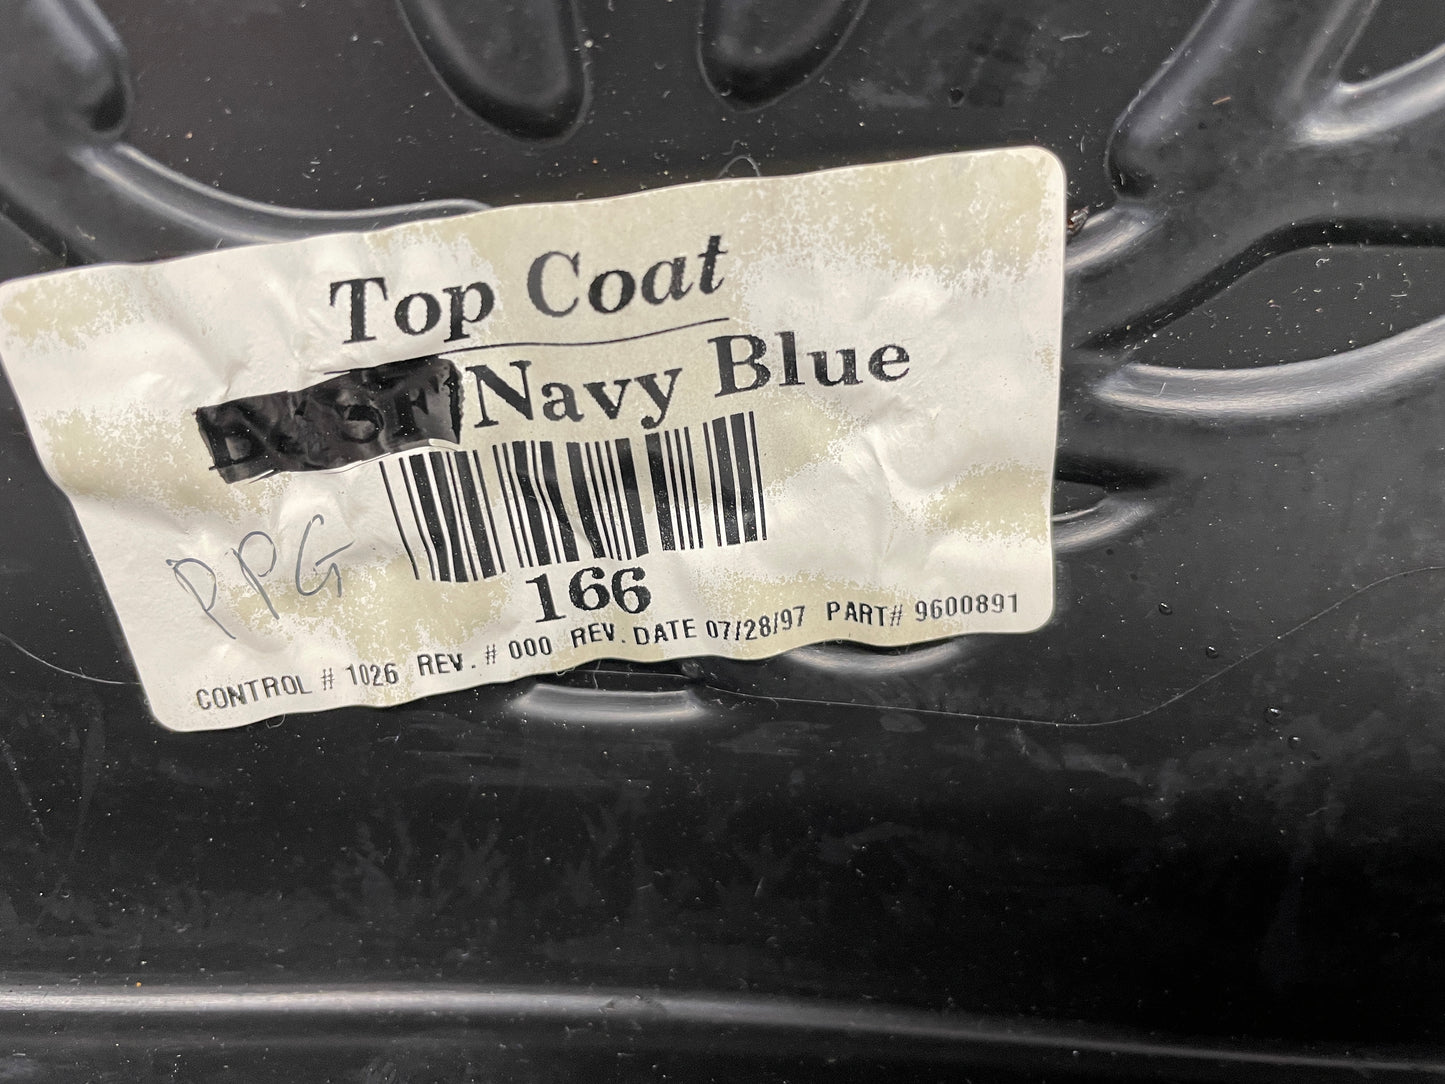 Top Coat
Navy Blue
PPG
166
CONTROL # 1026 REV. # 000 REV. DATE 07/28/97 PART# 9600891